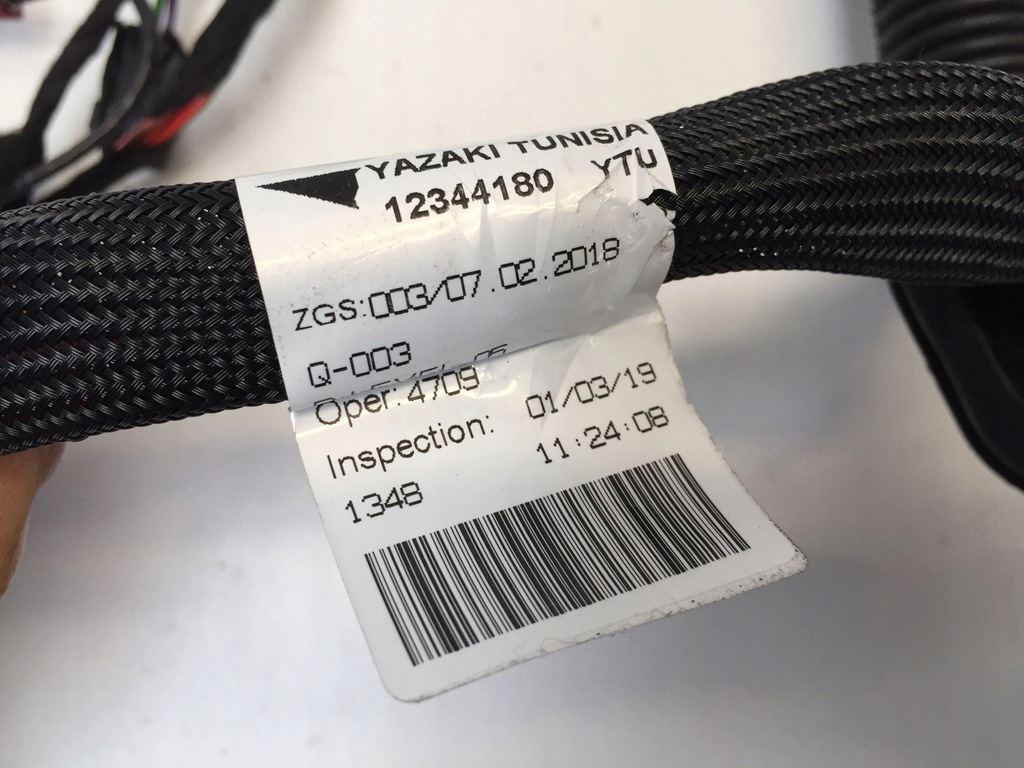 YAZAKI TUNISIA
12344180 YTU
ZGS:003/07.02.2018
Q-003
Oper:4709
Inspection: 01/03/19
1348 11:24:08